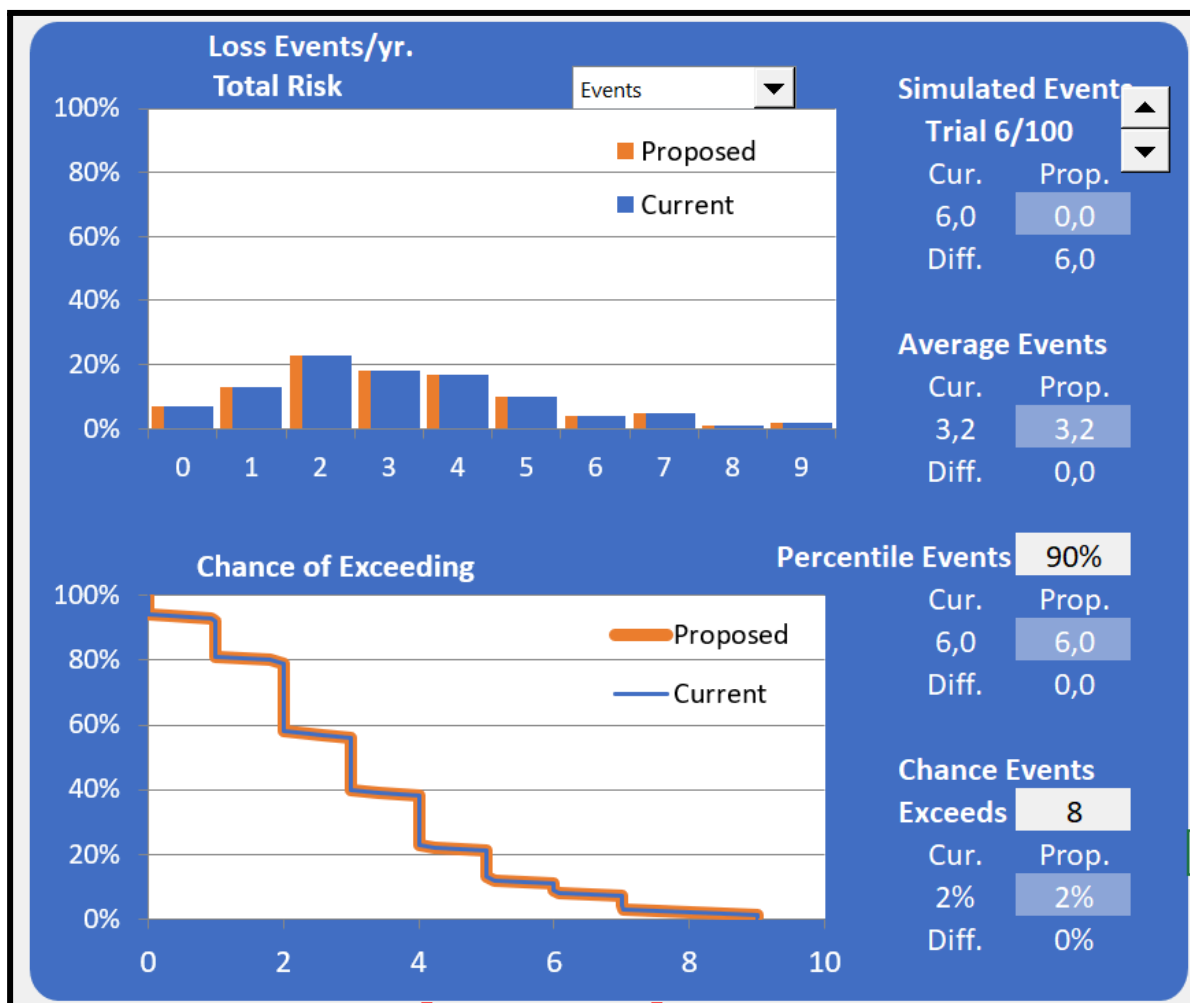 Loss Events/yr.
Total Risk
Events
100%
80%
60%
40%
20%
0%
Proposed
Current
0 1 2 3 4 5 6 7 8 9
Simulated Events
Trial 6/100
Cur. Prop.
6,0 0,0
Diff. 6,0
Average Events
Cur. Prop.
3,2 3,2
Diff. 0,0
Chance of Exceeding
100%
80%
60%
40%
20%
0%
Proposed
Current
0 2 4 6 8 10
Percentile Events 90%
Cur. Prop.
6,0 6,0
Diff. 0,0
Chance Events
Exceeds 8
Cur. Prop.
2% 2%
Diff. 0%